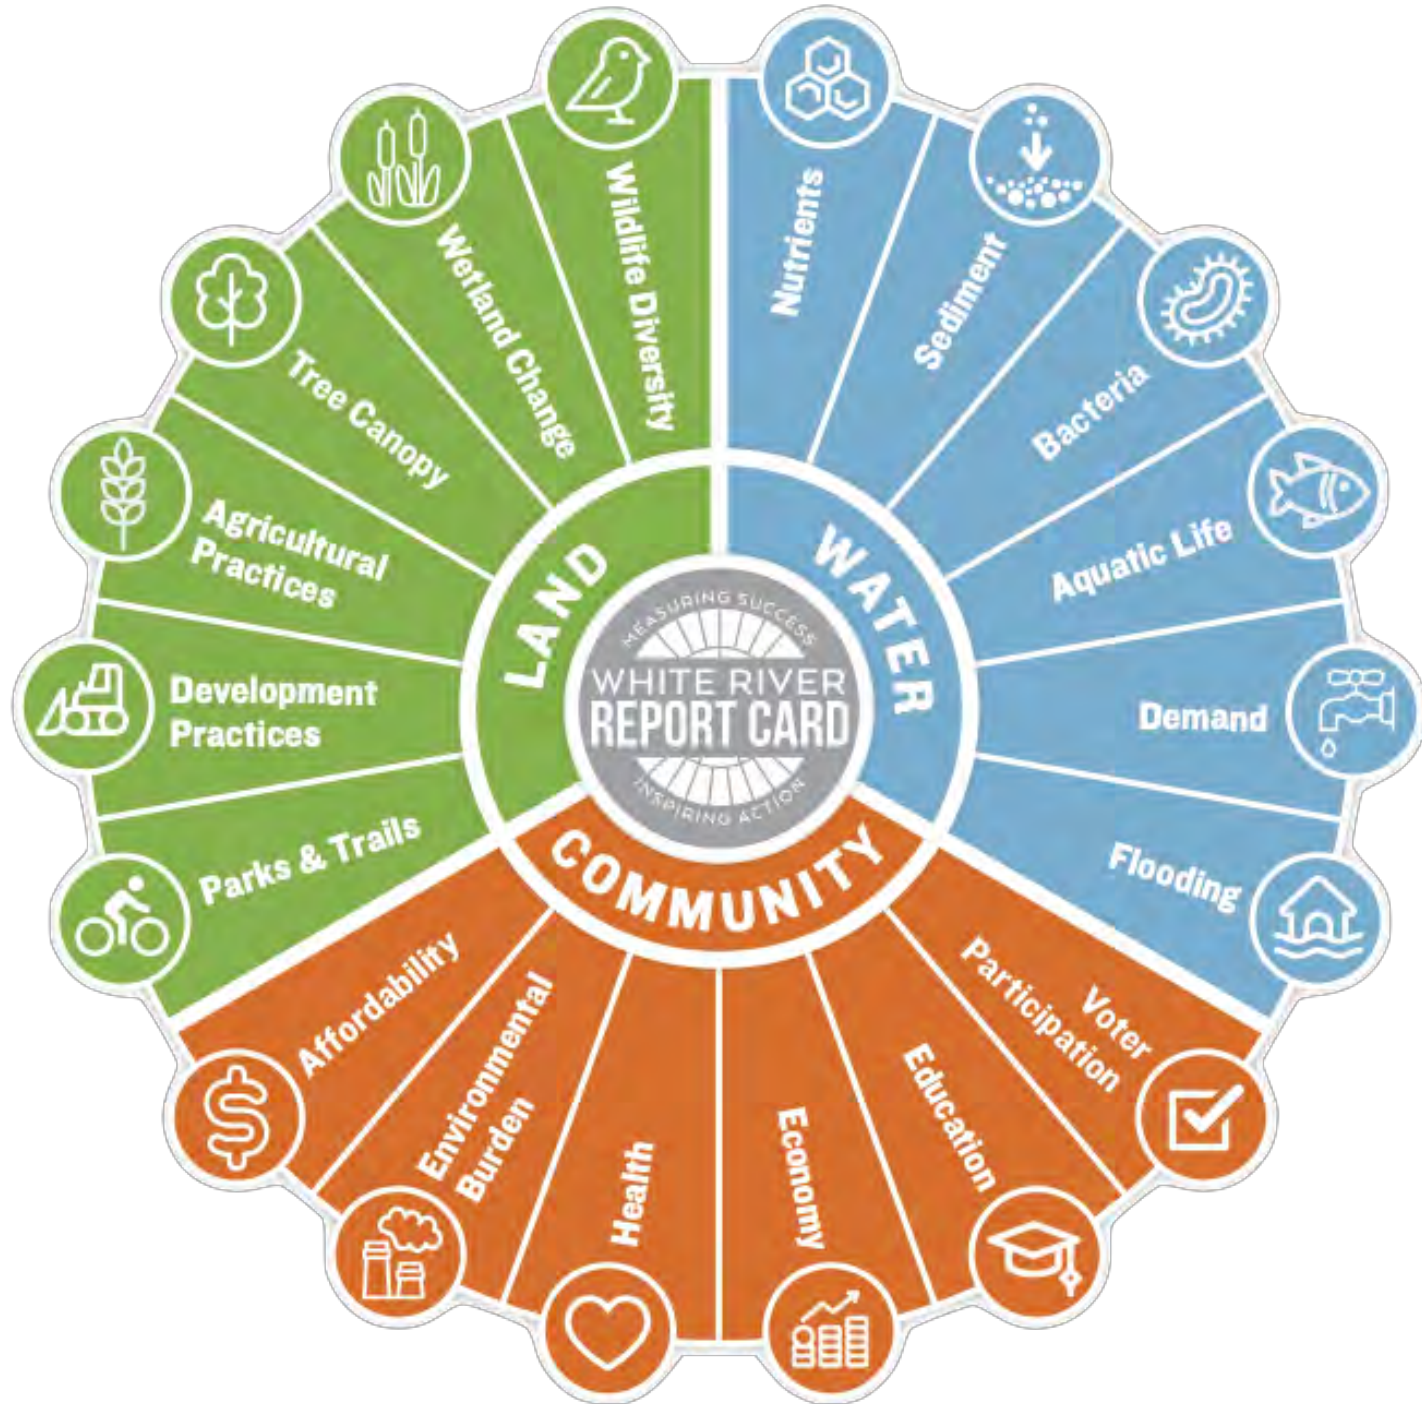 MEASURING SUCCESS
WHITE RIVER
REPORT CARD
INSPIRING ACTION
WATER
Nutrients
Sediment
Bacteria
Aquatic Life
Demand
Flooding
COMMUNITY
Voter
Participation
Education
Economy
Health
Environmental
Burden
Affordability
LAND
Parks & Trails
Development
Practices
Agricultural
Practices
Tree Canopy
Wetland Change
Wildlife Diversity